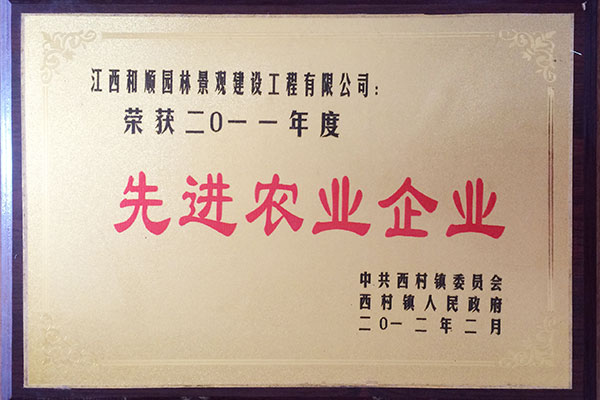 江西和顺园林景观建设工程有限公司：
荣获二0一一年度
先进农业企业
中共西村镇委员会
西村镇人民政府
二0一二年二月